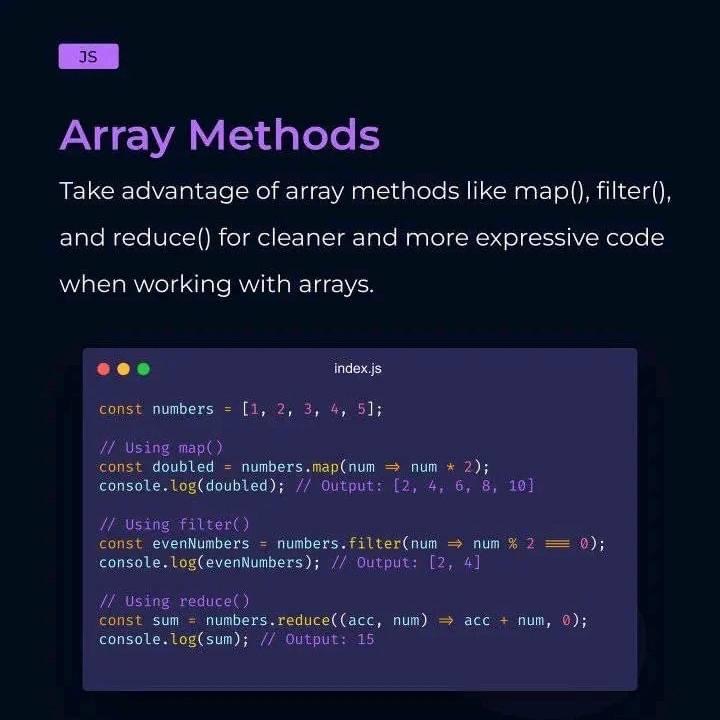 JS
Array Methods
Take advantage of array methods like map(), filter(),
and reduce() for cleaner and more expressive code
when working with arrays.
index.js
const numbers = [1, 2, 3, 4, 5];
// Using map()
const doubled = numbers.map(num => num * 2);
console.log(doubled); // Output: [2, 4, 6, 8, 10]
// Using filter()
const evenNumbers = numbers.filter(num => num % 2 === 0);
console.log(evenNumbers); // Output: [2, 4]
// Using reduce()
const sum = numbers.reduce((acc, num) => acc + num, 0);
console.log(sum); // Output: 15